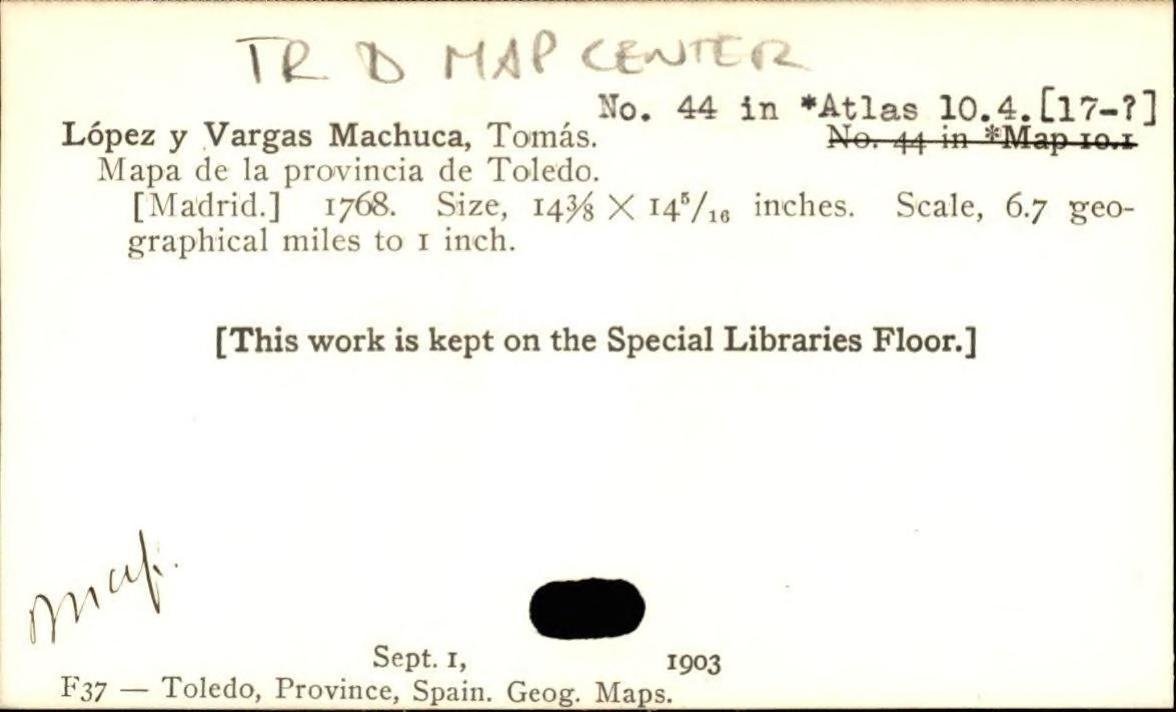 TR D MAP CENTER
No. 44 in *Atlas 10.4.[17-?]
López y Vargas Machuca, Tomás. No. 44 in *Map 10.1
Mapa de la provincia de Toledo.
[Madrid.] 1768. Size, 14⅜ × 14⁵/₁₆ inches. Scale, 6.7 geo-
graphical miles to 1 inch.
[This work is kept on the Special Libraries Floor.]
Map.
Sept. 1, 1903
F37 — Toledo, Province, Spain. Geog. Maps.